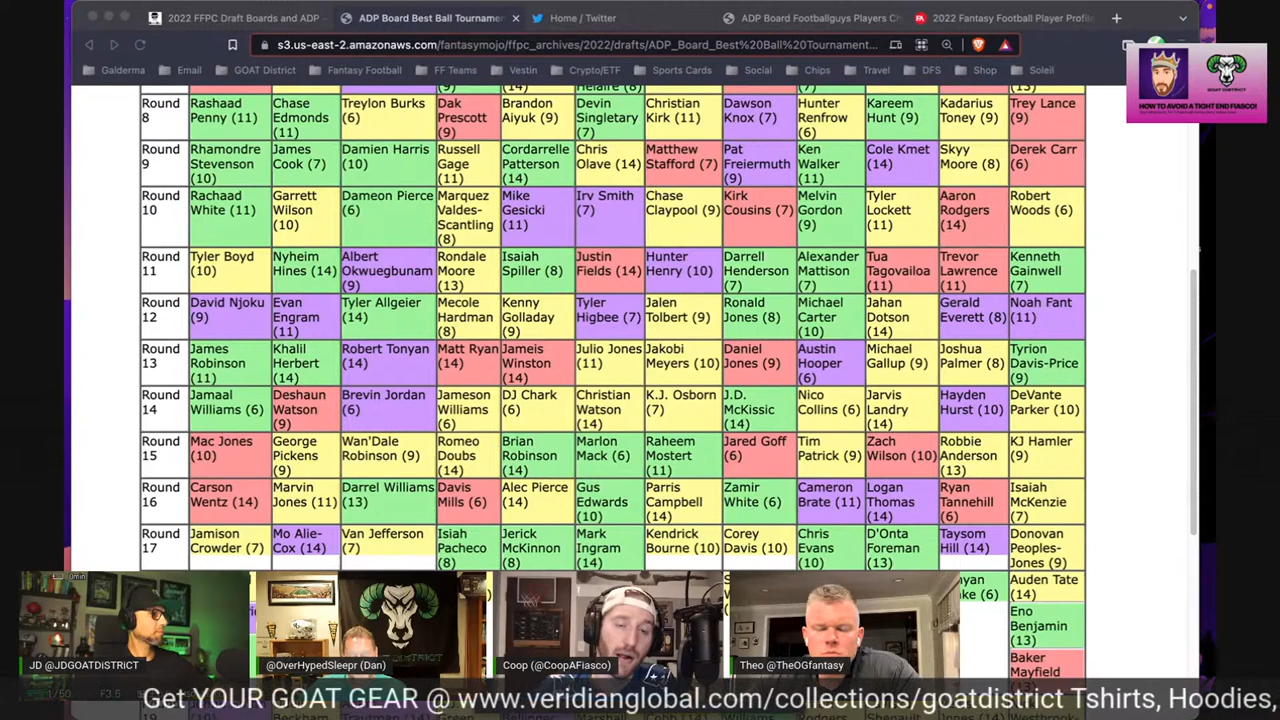 2022 FFPC Draft Boards and ADP
ADP Board Best Ball Tournamen
Home / Twitter
ADP Board Footballguys Players C
2022 Fantasy Football Player Profile
s3.us-east-2.amazonaws.com/fantasymojo/ffpc_archives/2022/drafts/ADP_Board_Best%20Ball%20Tournament...
Galderma Email GOAT District Fantasy Football FF Teams Vestin Crypto/ETF Sports Cards Social Chips Travel DFS Shop Soleil
GOAT DISTRICT
HOW TO AVOID A TIGHT END FIASCO!
(9) (14) Helaire (8) (13)
Round 8 Rashaad Penny (11) Chase Edmonds (11) Treylon Burks (6) Dak Prescott (9) Brandon Aiyuk (9) Devin Singletary (7) Christian Kirk (11) Dawson Knox (7) Hunter Renfrow (6) Kareem Hunt (9) Kadarius Toney (9) Trey Lance (9)
Round 9 Rhamondre Stevenson (10) James Cook (7) Damien Harris (10) Russell Gage (11) Cordarrelle Patterson (14) Chris Olave (14) Matthew Stafford (7) Pat Freiermuth (9) Ken Walker (11) Cole Kmet (14) Skyy Moore (8) Derek Carr (6)
Round 10 Rachaad White (11) Garrett Wilson (10) Dameon Pierce (6) Marquez Valdes-Scantling (8) Mike Gesicki (11) Irv Smith (7) Chase Claypool (9) Kirk Cousins (7) Melvin Gordon (9) Tyler Lockett (11) Aaron Rodgers (14) Robert Woods (6)
Round 11 Tyler Boyd (10) Nyheim Hines (14) Albert Okwuegbunam (9) Rondale Moore (13) Isaiah Spiller (8) Justin Fields (14) Hunter Henry (10) Darrell Henderson (7) Alexander Mattison (7) Tua Tagovailoa (11) Trevor Lawrence (11) Kenneth Gainwell (7)
Round 12 David Njoku (9) Evan Engram (11) Tyler Allgeier (14) Mecole Hardman (8) Kenny Golladay (9) Tyler Higbee (7) Jalen Tolbert (9) Ronald Jones (8) Michael Carter (10) Jahan Dotson (14) Gerald Everett (8) Noah Fant (11)
Round 13 James Robinson (11) Khalil Herbert (14) Robert Tonyan (14) Matt Ryan (14) Jameis Winston (14) Julio Jones (11) Jakobi Meyers (10) Daniel Jones (9) Austin Hooper (6) Michael Gallup (9) Joshua Palmer (8) Tyrion Davis-Price (9)
Round 14 Jamaal Williams (6) Deshaun Watson (9) Brevin Jordan (6) Jameson Williams (6) DJ Chark (6) Christian Watson (14) K.J. Osborn (7) J.D. McKissic (14) Nico Collins (6) Jarvis Landry (14) Hayden Hurst (10) DeVante Parker (10)
Round 15 Mac Jones (10) George Pickens (9) Wan'Dale Robinson (9) Romeo Doubs (14) Brian Robinson (14) Marlon Mack (6) Raheem Mostert (11) Jared Goff (6) Tim Patrick (9) Zach Wilson (10) Robbie Anderson (13) KJ Hamler (9)
Round 16 Carson Wentz (14) Marvin Jones (11) Darrel Williams (13) Davis Mills (6) Alec Pierce (14) Gus Edwards (10) Parris Campbell (14) Zamir White (6) Cameron Brate (11) Logan Thomas (14) Ryan Tannehill (6) Isaiah McKenzie (7)
Round 17 Jamison Crowder (7) Mo Alie-Cox (14) Van Jefferson (7) Isiah Pacheco (8) Jerick McKinnon (8) Mark Ingram (14) Kendrick Bourne (10) Corey Davis (10) Chris Evans (10) D'Onta Foreman (13) Taysom Hill (14) Donovan Peoples-Jones (9)
Auden Tate (14)
Eno Benjamin (13)
Baker Mayfield
JD @JDGOATDiSTRiCT
@OverHypedSleepr (Dan)
Coop (@CoopAFiasco)
Theo @TheOGfantasy
Get YOUR GOAT GEAR @ www.veridianglobal.com/collections/goatdistrict Tshirts, Hoodies,